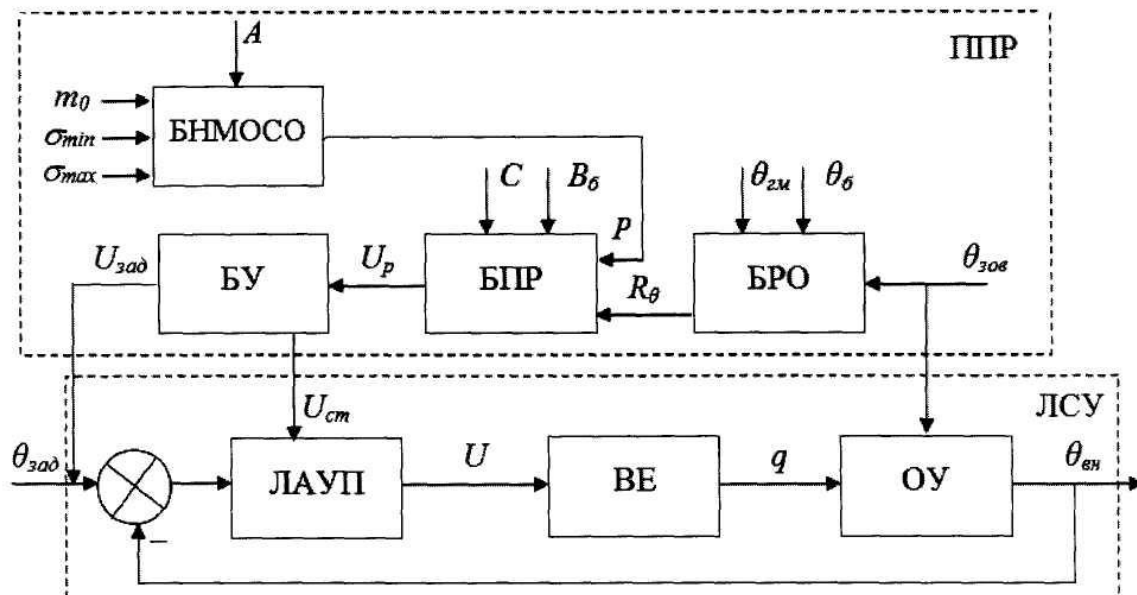 A
ППР
m₀
σmin
БНМОСО
σmax
C
Bб
θгм
θб
P
Uзад
БУ
Uр
БПР
Rθ
БРО
θзов
Uст
ЛСУ
θзад
ЛАУП
U
ВЕ
q
ОУ
θвн
−